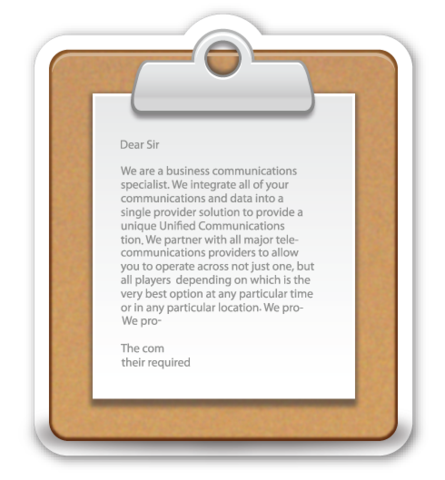 Dear Sir
We are a business communications
specialist. We integrate all of your
communications and data into a
single provider solution to provide a
unique Unified Communications
tion, We partner with all major tele-
communications providers to allow
you to operate across not just one, but
all players depending on which is the
very best option at any particular time
or in any particular location. We pro-
We pro-
The com
their required